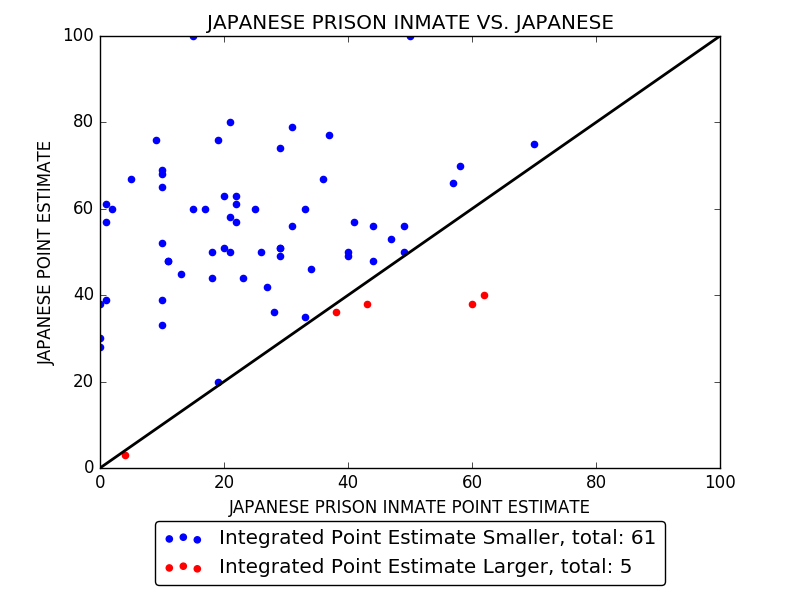 JAPANESE PRISON INMATE VS. JAPANESE
100
80
60
40
20
0
JAPANESE POINT ESTIMATE
0 20 40 60 80 100
JAPANESE PRISON INMATE POINT ESTIMATE
Integrated Point Estimate Smaller, total: 61
Integrated Point Estimate Larger, total: 5